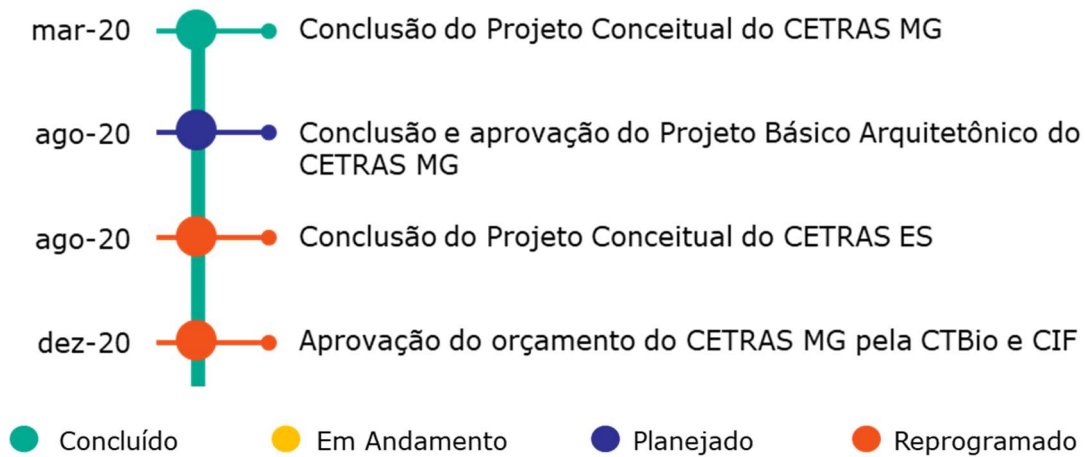 mar-20 Conclusão do Projeto Conceitual do CETRAS MG
ago-20 Conclusão e aprovação do Projeto Básico Arquitetônico do
CETRAS MG
ago-20 Conclusão do Projeto Conceitual do CETRAS ES
dez-20 Aprovação do orçamento do CETRAS MG pela CTBio e CIF
Concluído Em Andamento Planejado Reprogramado